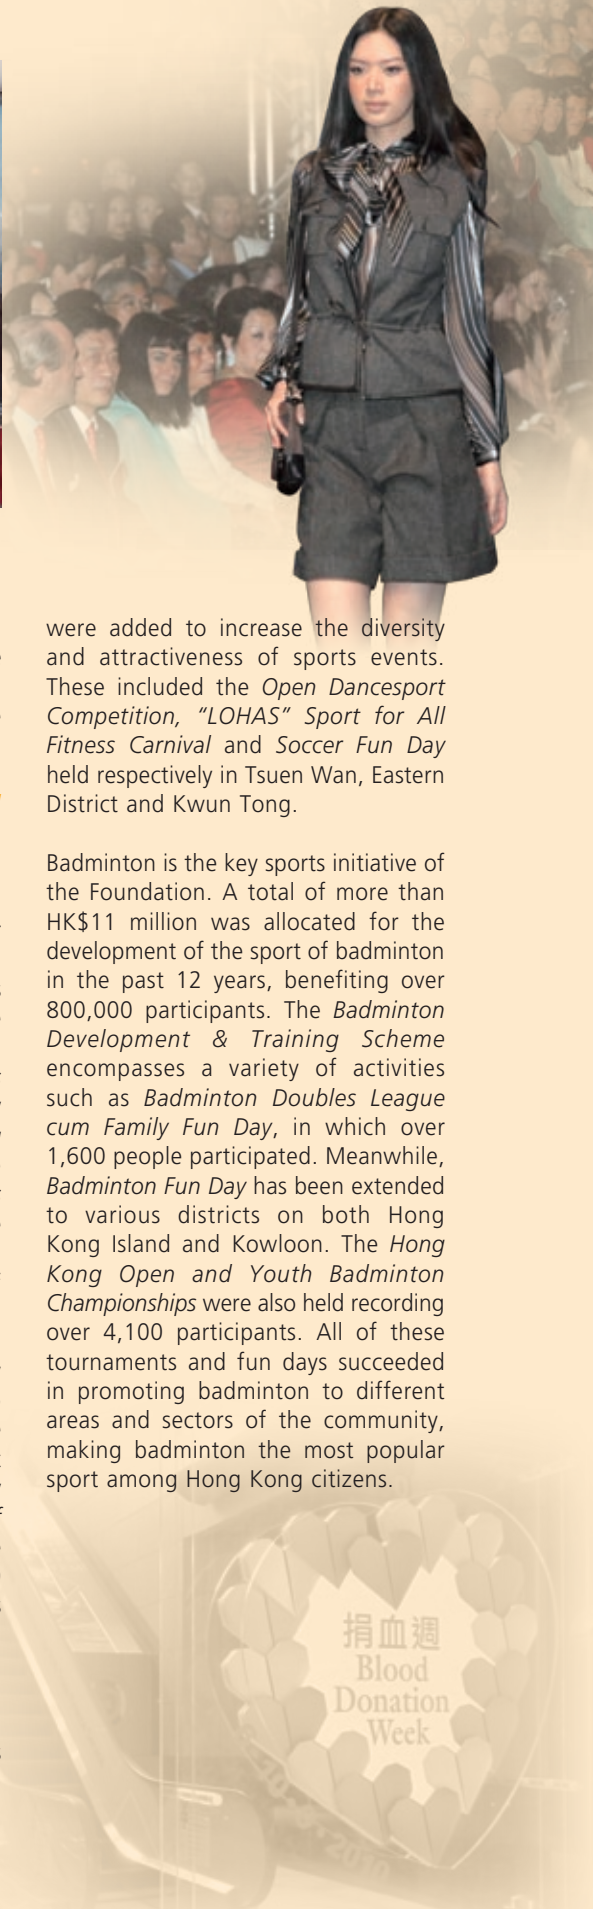 were added to increase the diversity
and attractiveness of sports events.
These included the Open Dancesport
Competition, “LOHAS” Sport for All
Fitness Carnival and Soccer Fun Day
held respectively in Tsuen Wan, Eastern
District and Kwun Tong.
Badminton is the key sports initiative of
the Foundation. A total of more than
HK$11 million was allocated for the
development of the sport of badminton
in the past 12 years, benefiting over
800,000 participants. The Badminton
Development & Training Scheme
encompasses a variety of activities
such as Badminton Doubles League
cum Family Fun Day, in which over
1,600 people participated. Meanwhile,
Badminton Fun Day has been extended
to various districts on both Hong
Kong Island and Kowloon. The Hong
Kong Open and Youth Badminton
Championships were also held recording
over 4,100 participants. All of these
tournaments and fun days succeeded
in promoting badminton to different
areas and sectors of the community,
making badminton the most popular
sport among Hong Kong citizens.
捐血週
Blood
Donation
Week
2010